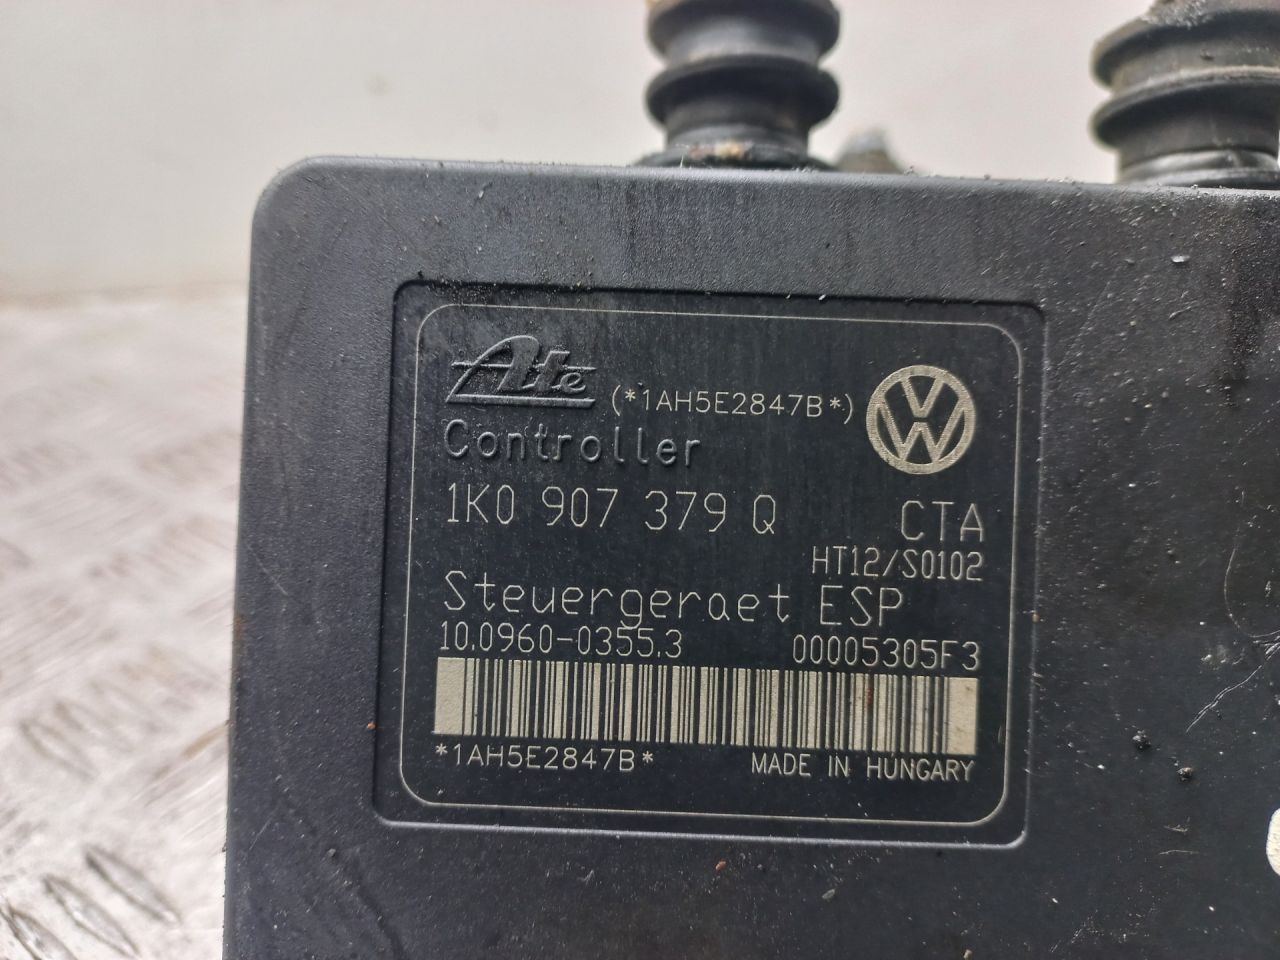 Ate (*1AH5E2847B*)
Controller
1K0 907 379 Q CTA
HT12/S0102
Steuergeraet ESP
10.0960-0355.3 00005305F3
*1AH5E2847B* MADE IN HUNGARY